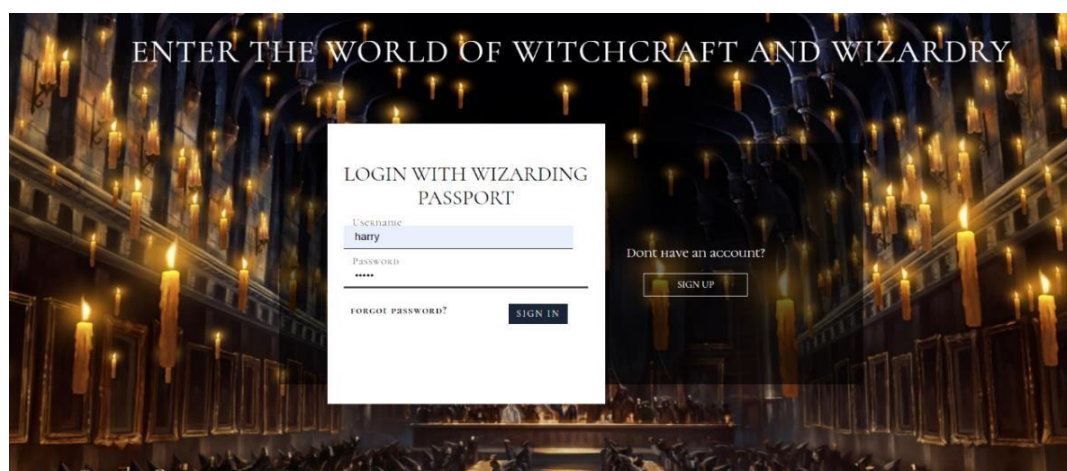 ENTER THE WORLD OF WITCHCRAFT AND WIZARDRY
LOGIN WITH WIZARDING
PASSPORT
Username
harry
Password
•••••
FORGOT PASSWORD?
SIGN IN
Dont Have an account?
SIGN UP